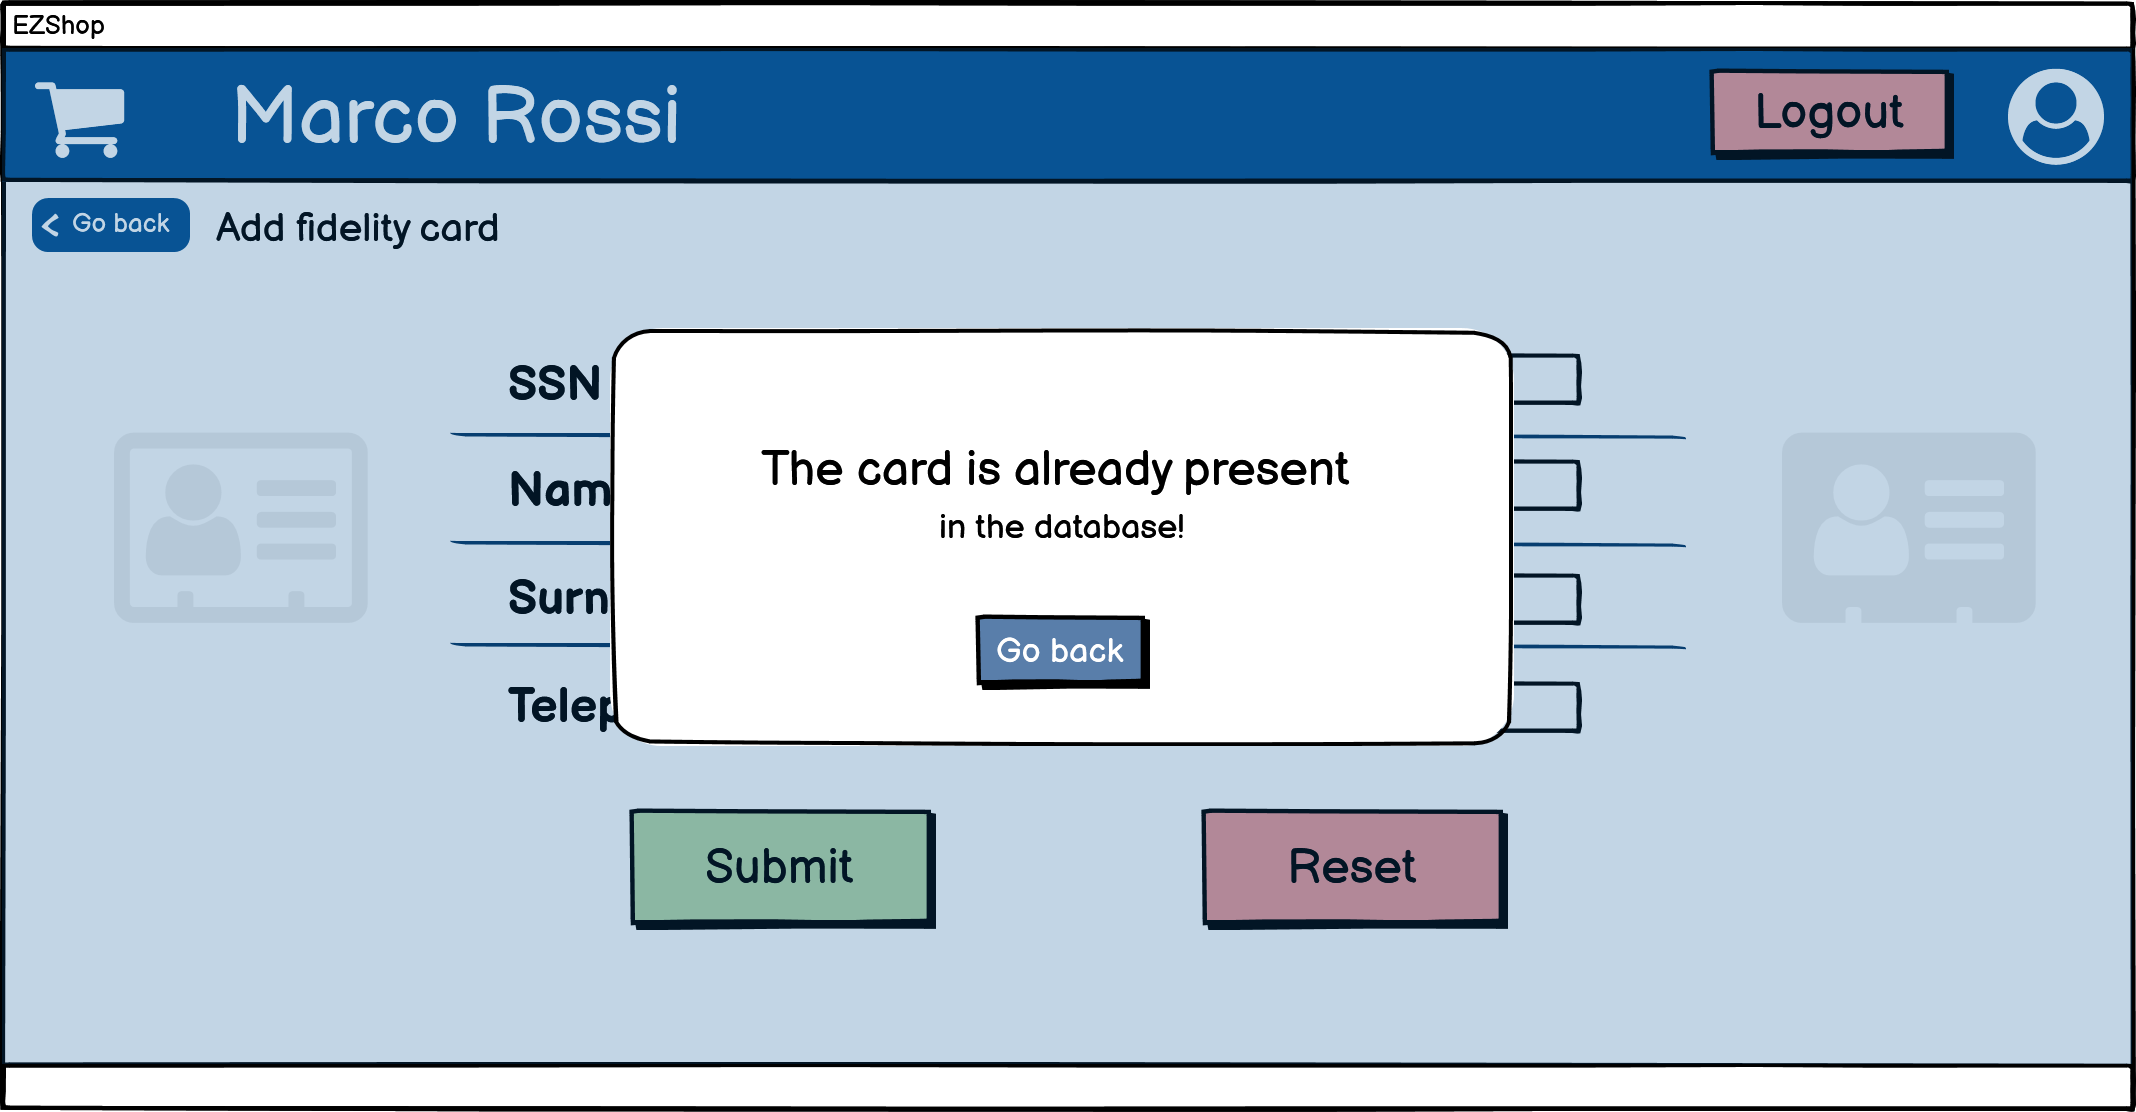 EZShop
Marco Rossi
Logout
Go back
Add fidelity card
SSN
Nam
Surn
Telep
The card is already present
in the database!
Go back
Submit
Reset